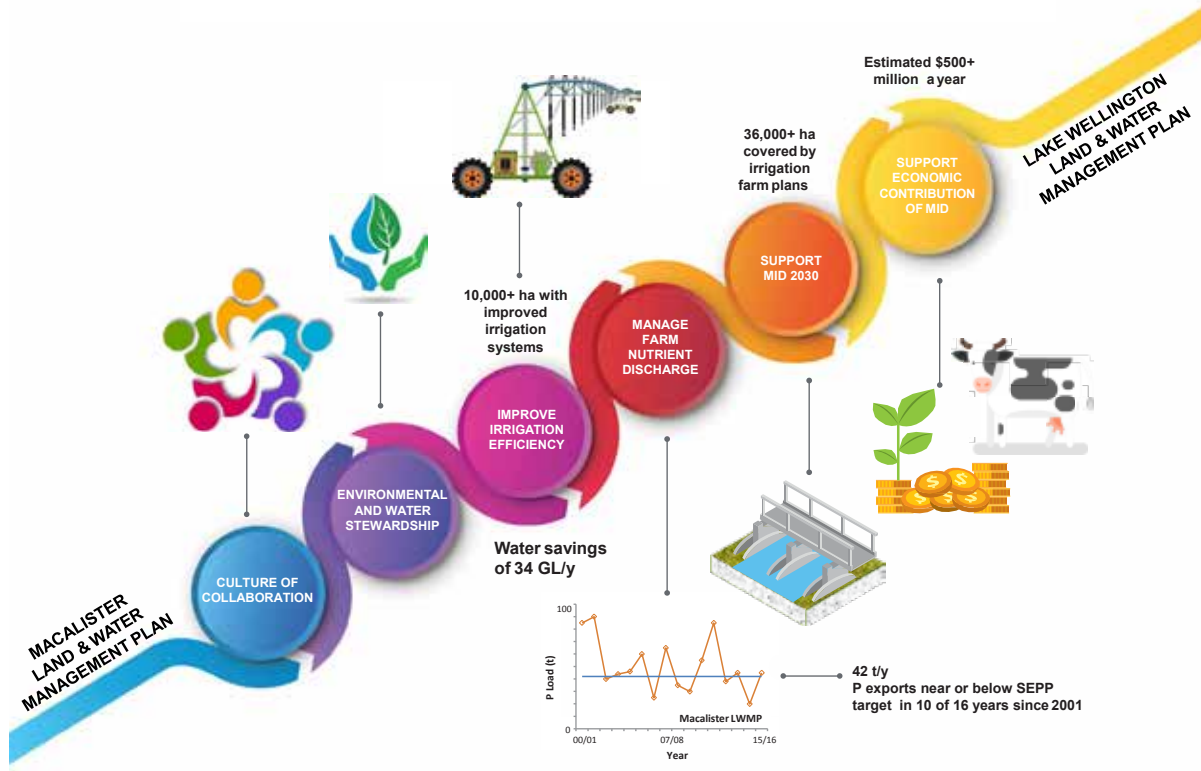 MACALISTER
LAND & WATER
MANAGEMENT PLAN
CULTURE OF
COLLABORATION
ENVIRONMENTAL
AND WATER
STEWARDSHIP
10,000+ ha with
improved
irrigation
systems
IMPROVE
IRRIGATION
EFFICIENCY
Water savings
of 34 GL/y
MANAGE
FARM
NUTRIENT
DISCHARGE
100
P Load (t)
0
Macalister LWMP
00/01
07/08
15/16
Year
42 t/y
P exports near or below SEPP
target in 10 of 16 years since 2001
36,000+ ha
covered by
irrigation
farm plans
SUPPORT
MID 2030
Estimated $500+
million a year
SUPPORT
ECONOMIC
CONTRIBUTION
OF MID
$
$
$
$
$
LAKE WELLINGTON
LAND & WATER
MANAGEMENT PLAN